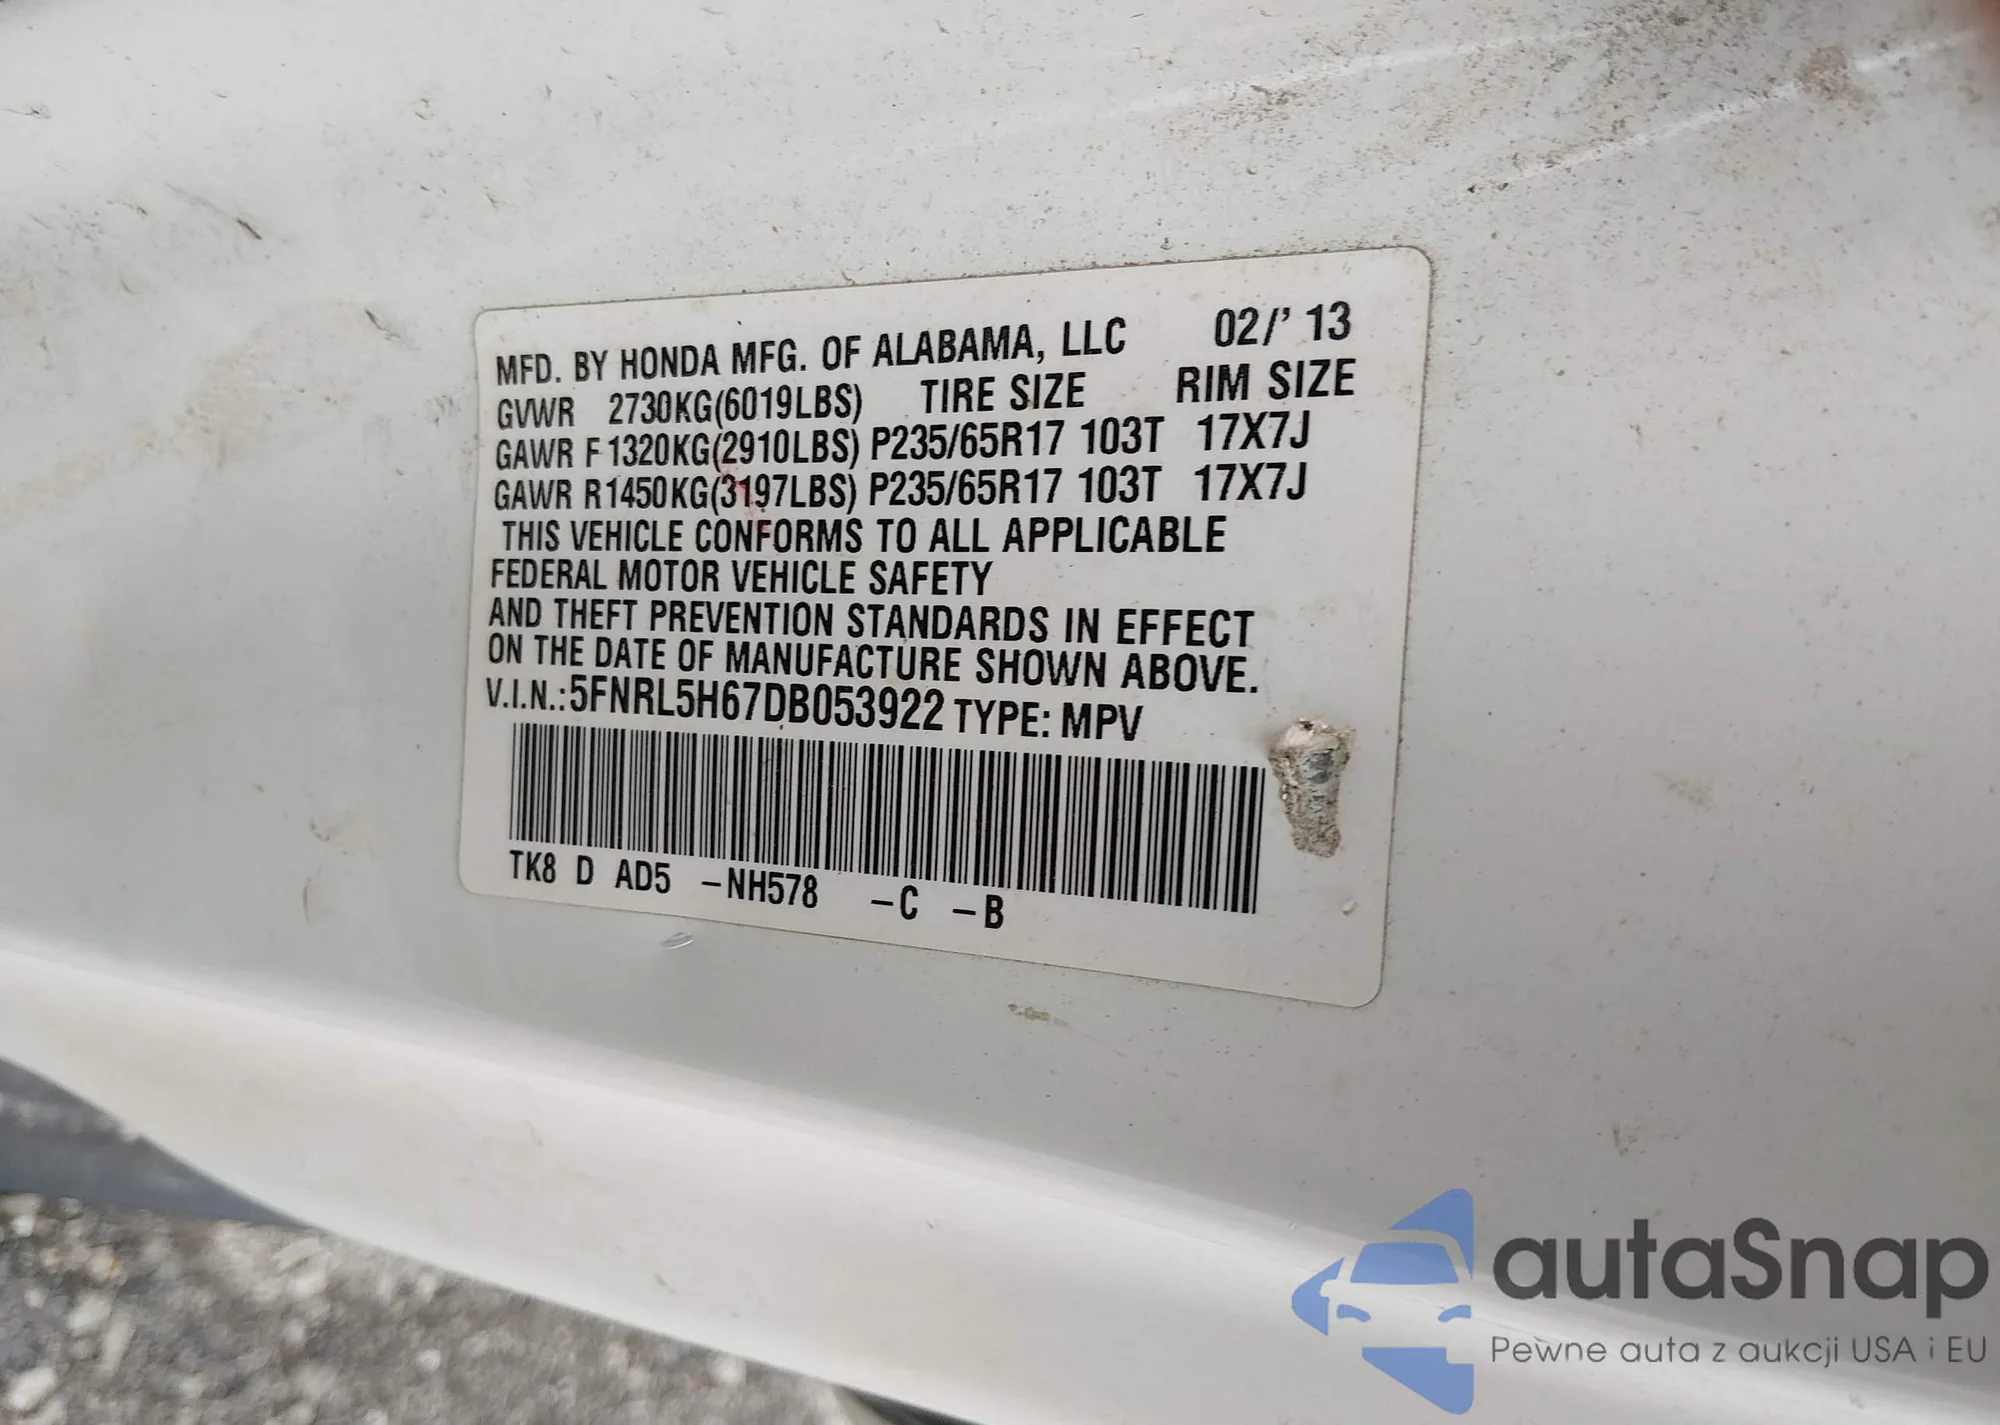 MFD. BY HONDA MFG. OF ALABAMA, LLC 02/' 13
GVWR 2730KG(6019LBS) TIRE SIZE RIM SIZE
GAWR F 1320KG(2910LBS) P235/65R17 103T 17X7J
GAWR R1450KG(3197LBS) P235/65R17 103T 17X7J
THIS VEHICLE CONFORMS TO ALL APPLICABLE
FEDERAL MOTOR VEHICLE SAFETY
AND THEFT PREVENTION STANDARDS IN EFFECT
ON THE DATE OF MANUFACTURE SHOWN ABOVE.
V.I.N.:5FNRL5H67DB053922 TYPE: MPV
TK8 D AD5 -NH578 -C -B
autaSnap
Pewne auta z aukcji USA i EU